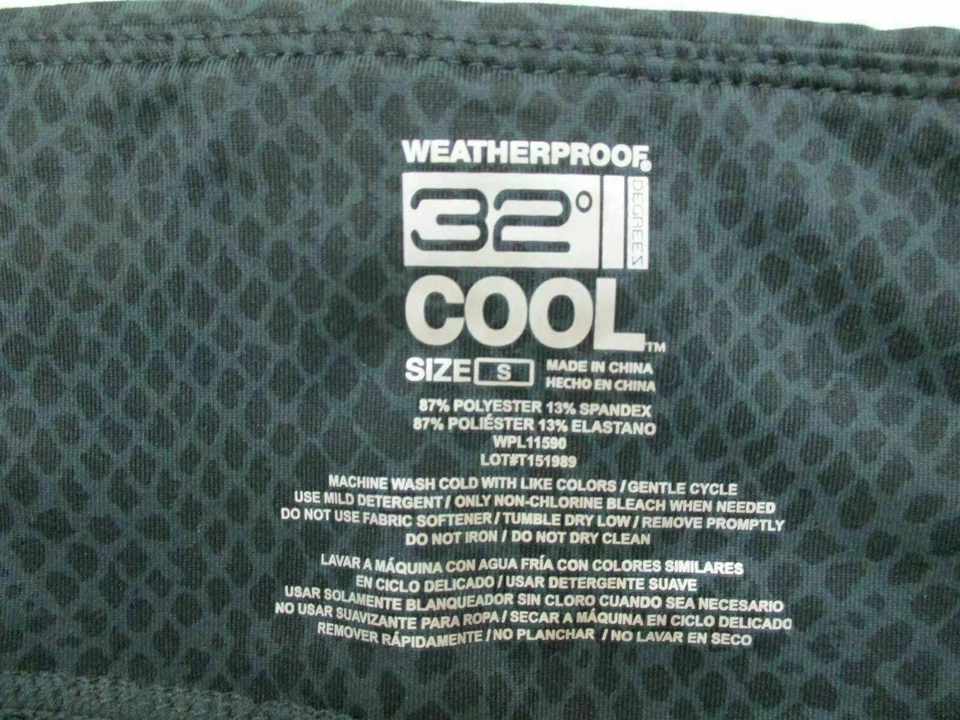 WEATHERPROOF®
32° DEGREES
COOL™
SIZE S MADE IN CHINA
HECHO EN CHINA
87% POLYESTER 13% SPANDEX
87% POLIÉSTER 13% ELASTANO
WPL11590
LOT#T151989
MACHINE WASH COLD WITH LIKE COLORS / GENTLE CYCLE
USE MILD DETERGENT / ONLY NON-CHLORINE BLEACH WHEN NEEDED
DO NOT USE FABRIC SOFTENER / TUMBLE DRY LOW / REMOVE PROMPTLY
DO NOT IRON / DO NOT DRY CLEAN
LAVAR A MÁQUINA CON AGUA FRÍA CON COLORES SIMILARES
EN CICLO DELICADO / USAR DETERGENTE SUAVE
USAR SOLAMENTE BLANQUEADOR SIN CLORO CUANDO SEA NECESARIO
NO USAR SUAVIZANTE PARA ROPA / SECAR A MÁQUINA EN CICLO DELICADO
REMOVER RÁPIDAMENTE / NO PLANCHAR / NO LAVAR EN SECO